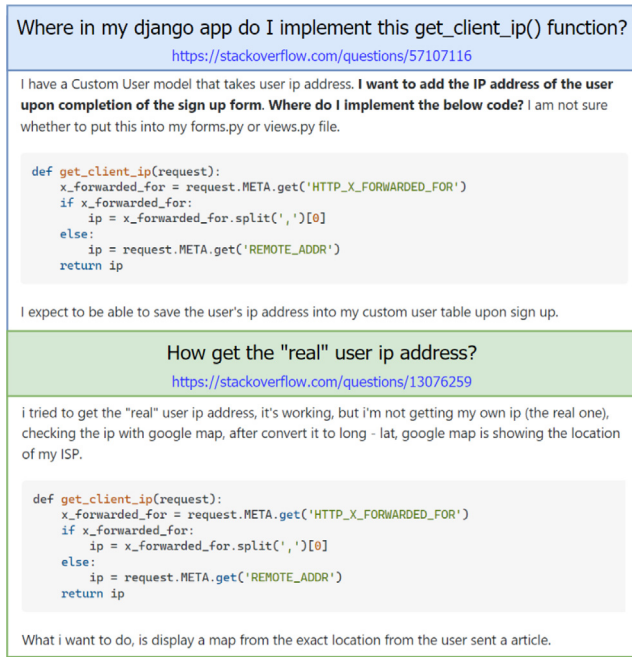 Where in my django app do I implement this get_client_ip() function?
https://stackoverflow.com/questions/57107116
I have a Custom User model that takes user ip address. I want to add the IP address of the user
upon completion of the sign up form. Where do I implement the below code? I am not sure
whether to put this into my forms.py or views.py file.
def get_client_ip(request):
    x_forwarded_for = request.META.get('HTTP_X_FORWARDED_FOR')
    if x_forwarded_for:
        ip = x_forwarded_for.split(',')[0]
    else:
        ip = request.META.get('REMOTE_ADDR')
    return ip
I expect to be able to save the user's ip address into my custom user table upon sign up.
How get the "real" user ip address?
https://stackoverflow.com/questions/13076259
i tried to get the "real" user ip address, it's working, but i'm not getting my own ip (the real one),
checking the ip with google map, after convert it to long - lat, google map is showing the location
of my ISP.
def get_client_ip(request):
    x_forwarded_for = request.META.get('HTTP_X_FORWARDED_FOR')
    if x_forwarded_for:
        ip = x_forwarded_for.split(',')[0]
    else:
        ip = request.META.get('REMOTE_ADDR')
    return ip
What i want to do, is display a map from the exact location from the user sent a article.